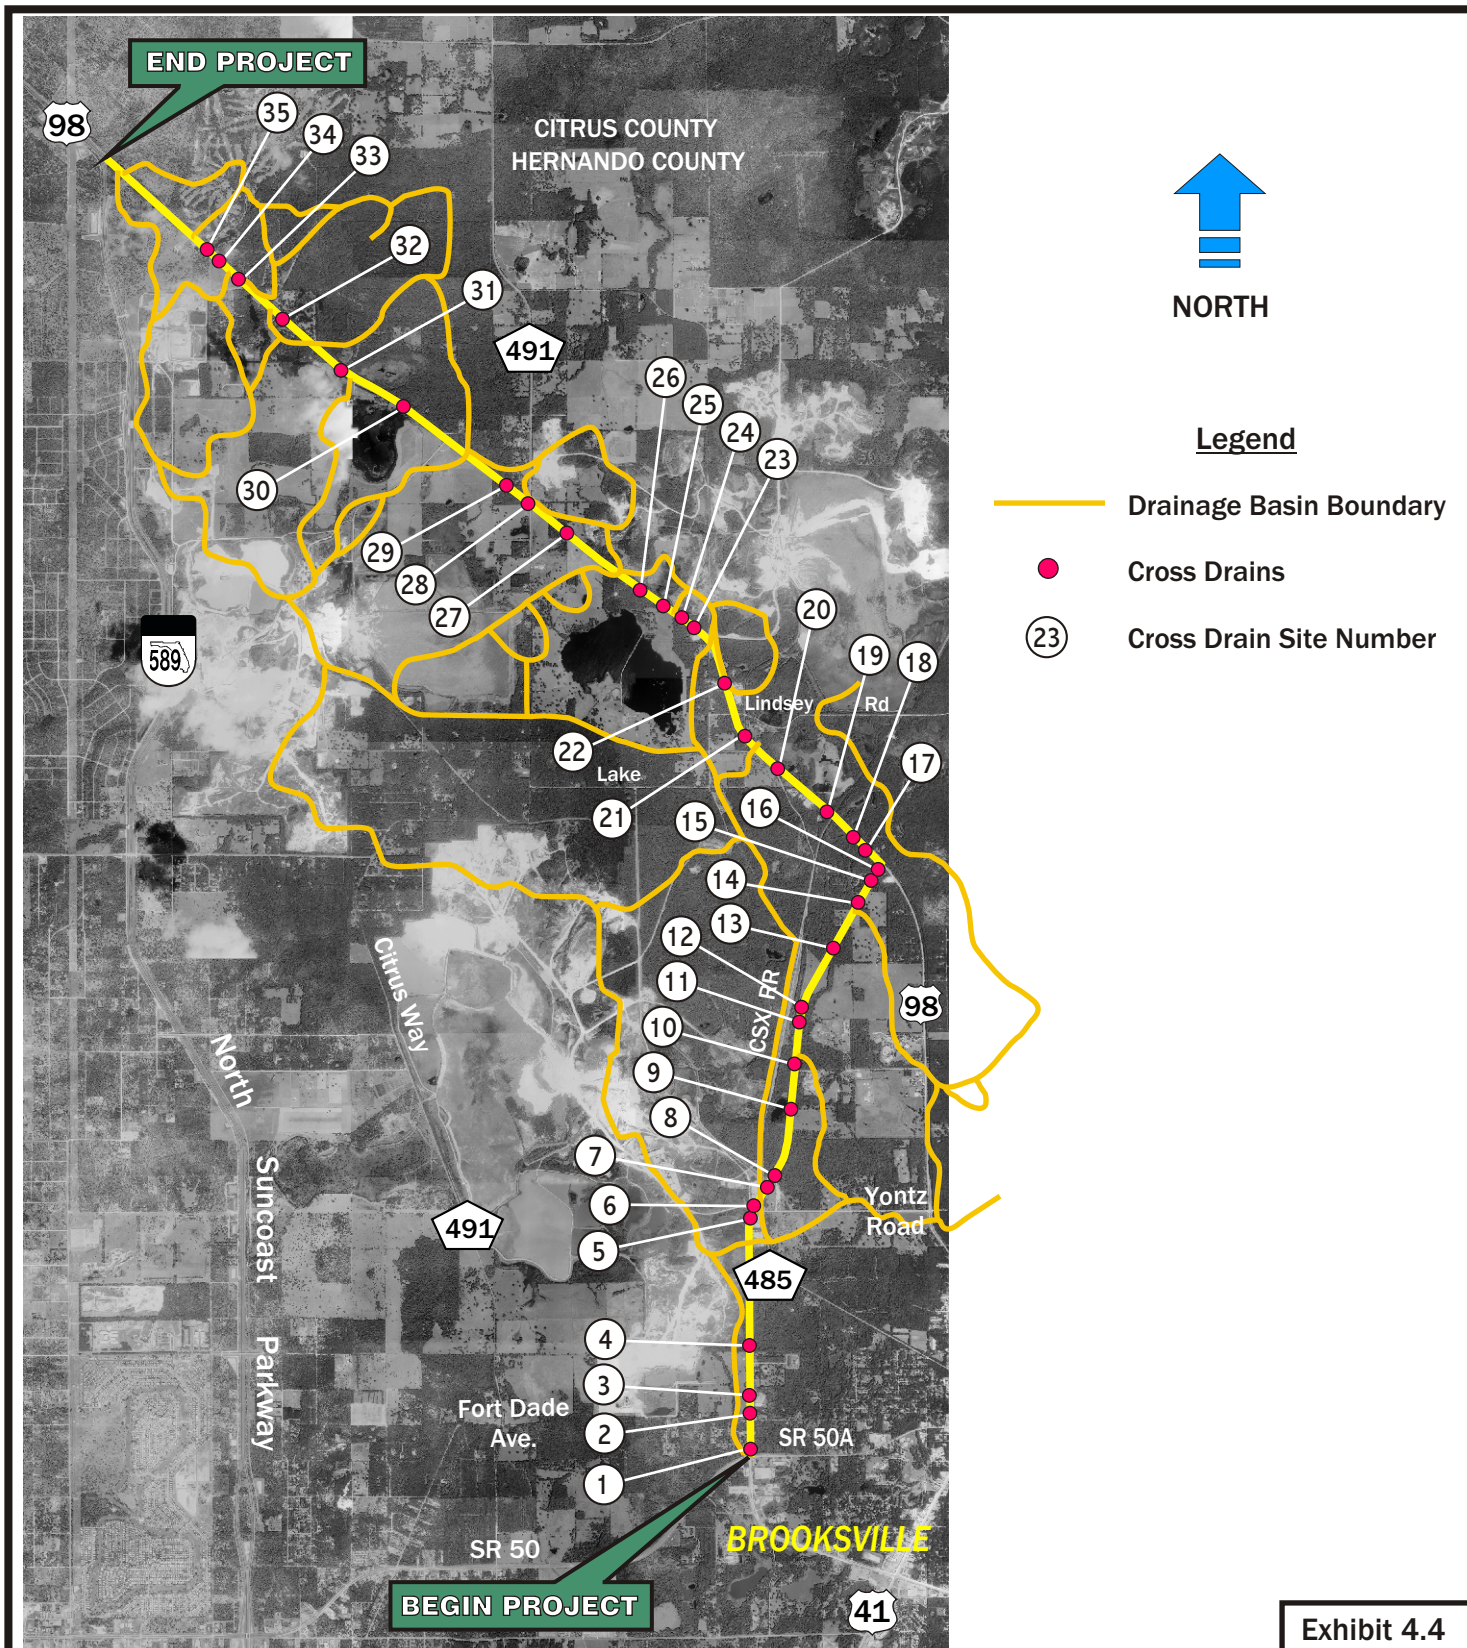 END PROJECT
98
35
34
33
CITRUS COUNTY
HERNANDO COUNTY
32
31
491
NORTH
26
25
24
23
Legend
30
Drainage Basin Boundary
29
28
27
Cross Drains
20
589
19
18
23
Cross Drain Site Number
Lindsey
Rd
22
Lake
17
21
16
15
14
13
12
11
98
Citrus Way
CSX RR
10
9
8
North
7
6
5
Yontz
Road
491
485
Suncoast
Parkway
4
3
2
1
Fort Dade
Ave.
SR 50A
BROOKSVILLE
SR 50
BEGIN PROJECT
41
Exhibit 4.4